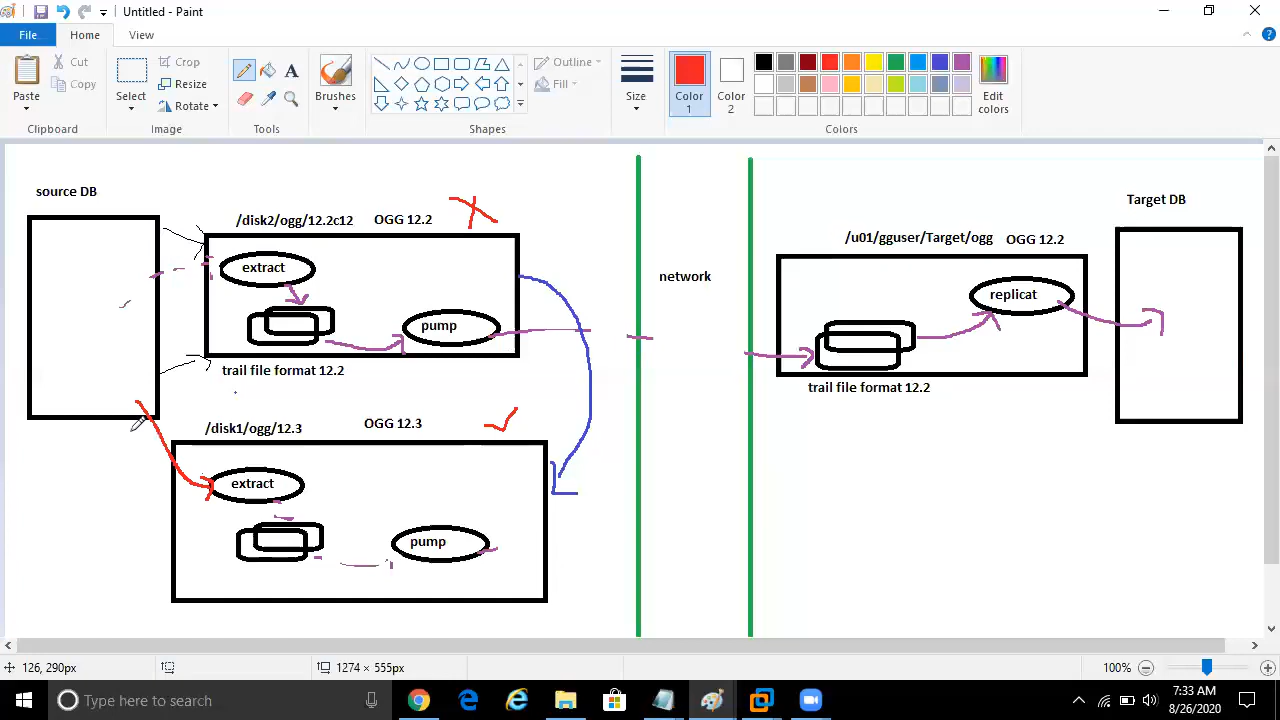 Untitled - Paint
File
Home
View
Paste
Cut
Copy
Clipboard
Select
Crop
Resize
Rotate
Image
A
Tools
Brushes
Outline
Fill
Shapes
Size
Color
1
Color
2
Edit
colors
Colors
source DB
/disk2/ogg/12.2c12
OGG 12.2
extract
pump
trail file format 12.2
/disk1/ogg/12.3
OGG 12.3
extract
pump
network
/u01/gguser/Target/ogg
OGG 12.2
replicat
trail file format 12.2
Target DB
126, 290px
1274 × 555px
100%
Type here to search
7:33 AM
8/26/2020